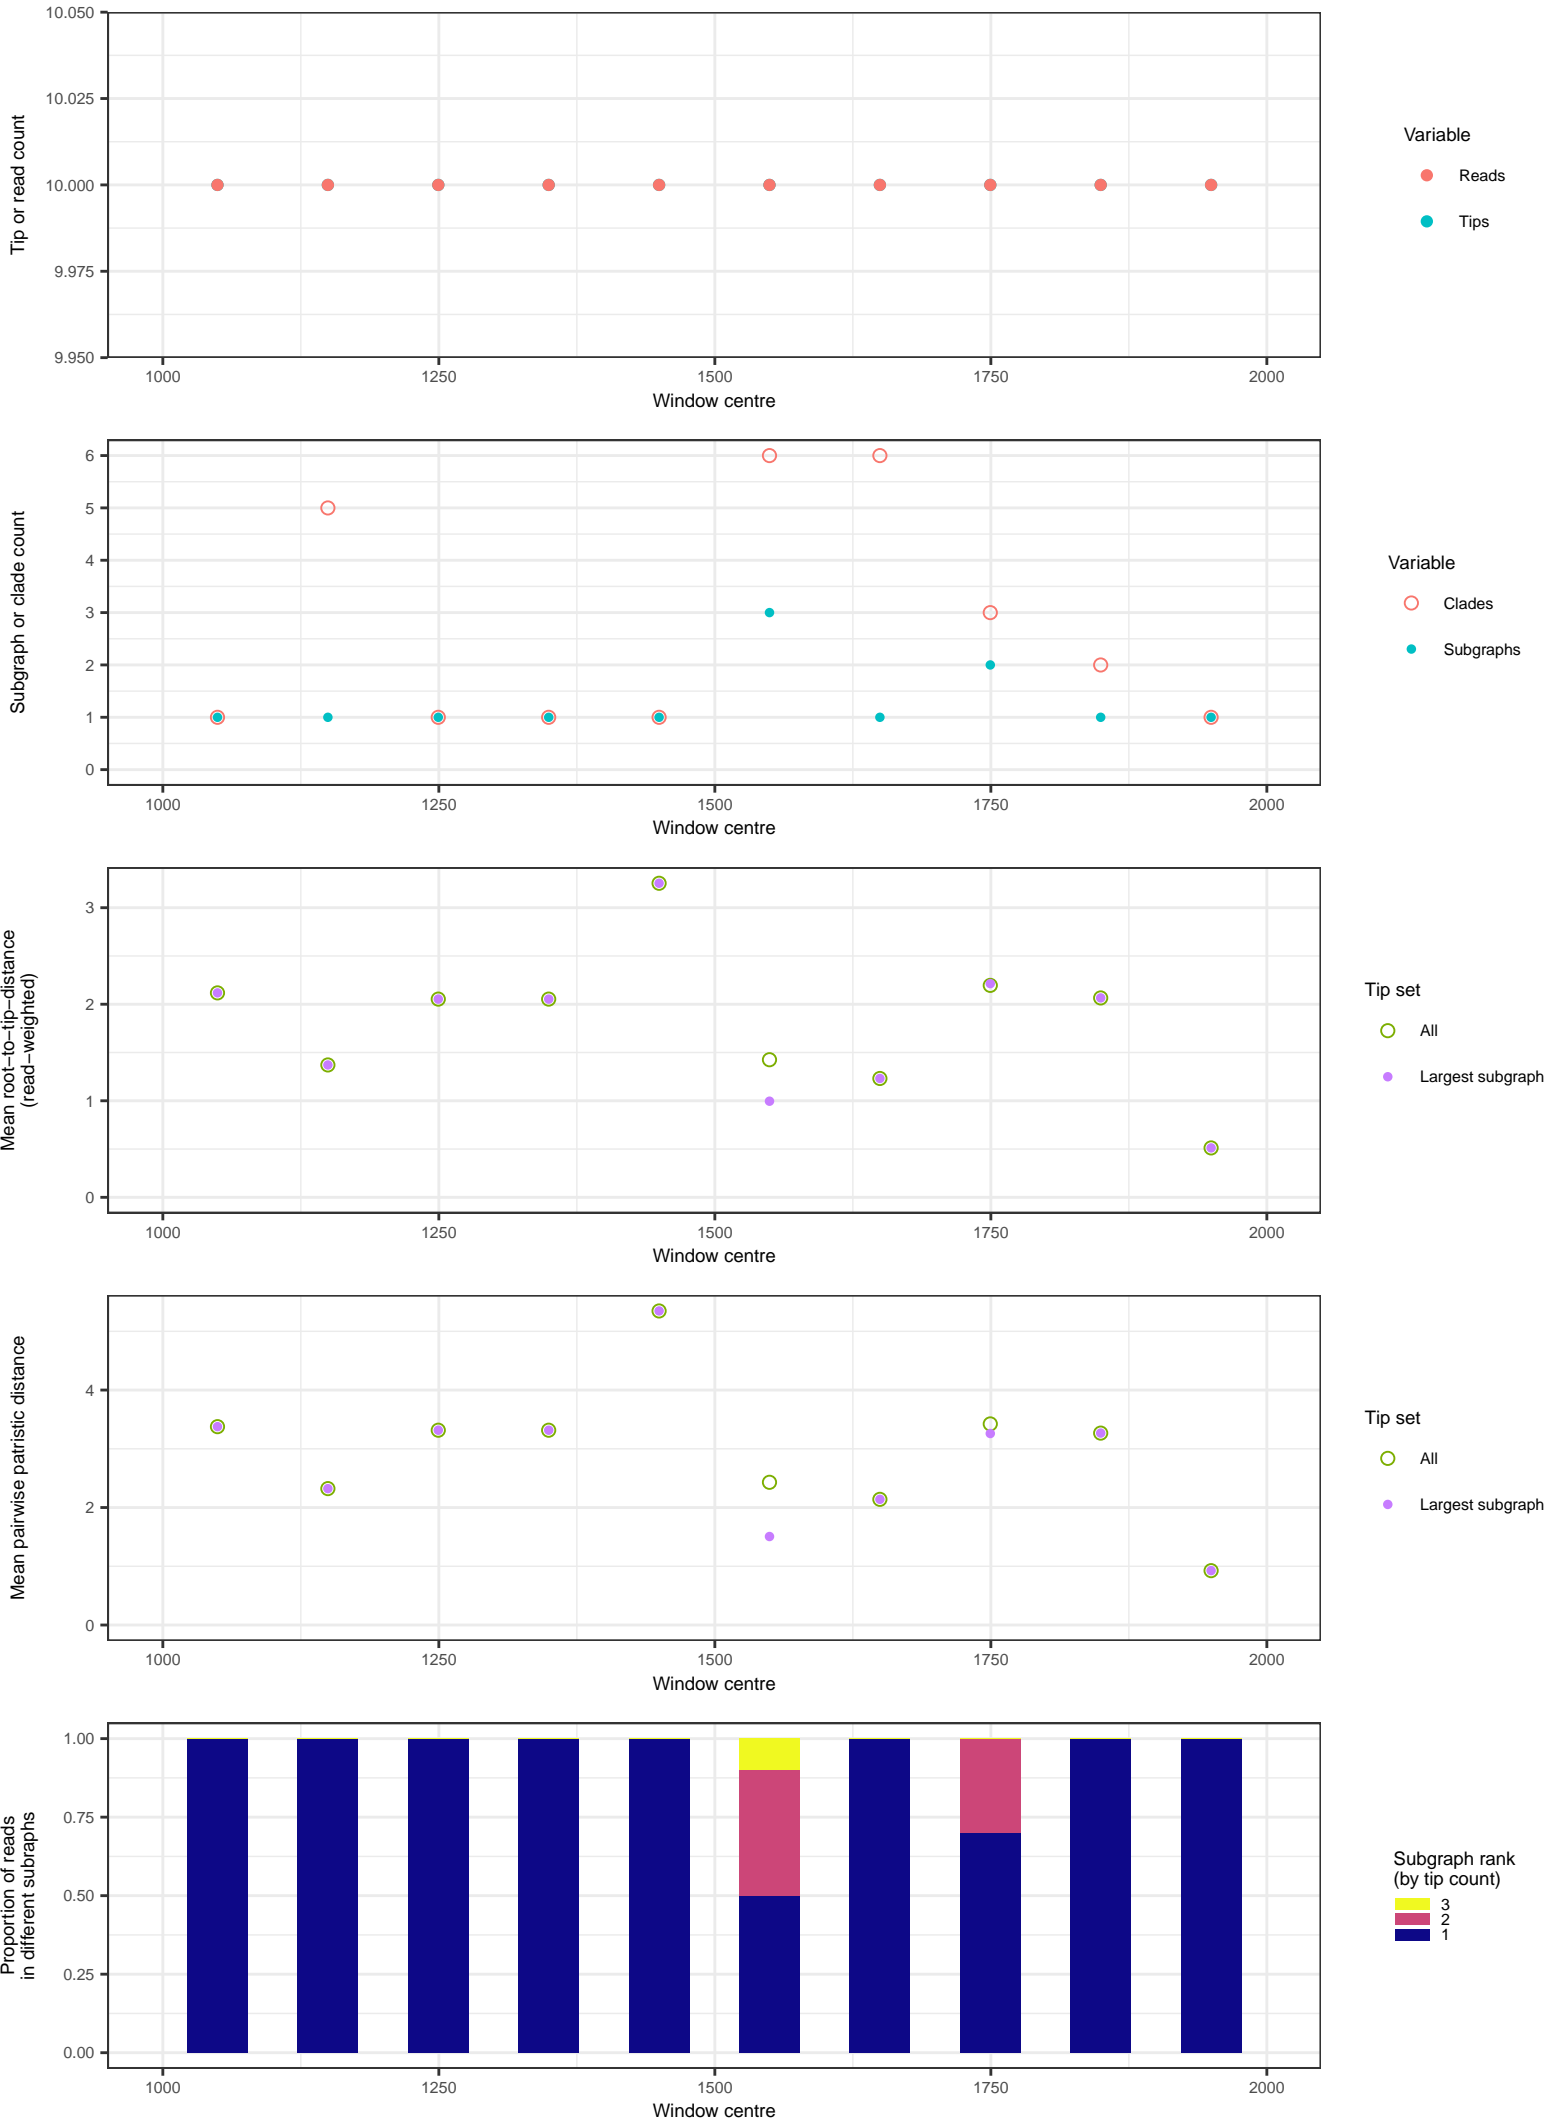 10.050
10.025
10.000
9.975
9.950
Tip or read count
1000 1250 1500 1750 2000
Window centre
Variable
Reads
Tips
6
5
4
3
2
1
0
Subgraph or clade count
1000 1250 1500 1750 2000
Window centre
Variable
Clades
Subgraphs
3
2
1
0
Mean root−to−tip−distance
(read−weighted)
1000 1250 1500 1750 2000
Window centre
Tip set
All
Largest subgraph
4
2
0
Mean pairwise patristic distance
1000 1250 1500 1750 2000
Window centre
Tip set
All
Largest subgraph
1.00
0.75
0.50
0.25
0.00
Proportion of reads
in different subraphs
1000 1250 1500 1750 2000
Window centre
Subgraph rank
(by tip count)
3
2
1